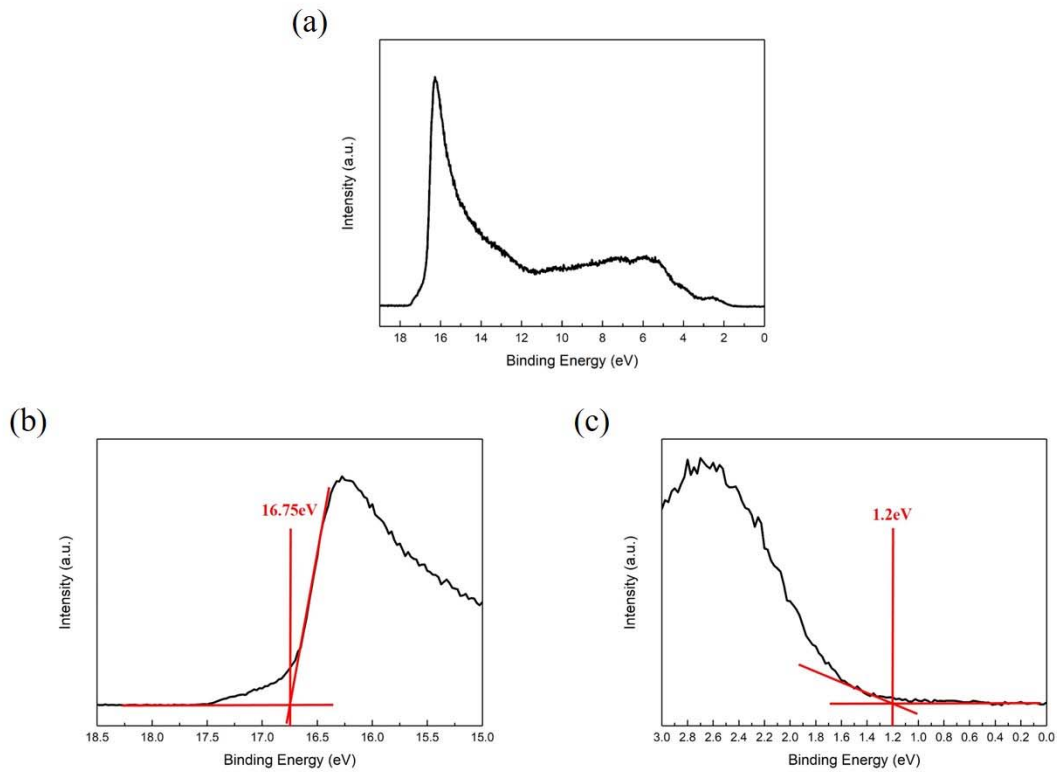 (a)
Intensity (a.u.)
18 16 14 12 10 8 6 4 2 0
Binding Energy (eV)
(b)
16.75eV
Intensity (a.u.)
18.5 18.0 17.5 17.0 16.5 16.0 15.5 15.0
Binding Energy (eV)
(c)
1.2eV
Intensity (a.u.)
3.0 2.8 2.6 2.4 2.2 2.0 1.8 1.6 1.4 1.2 1.0 0.8 0.6 0.4 0.2 0.0
Binding Energy (eV)